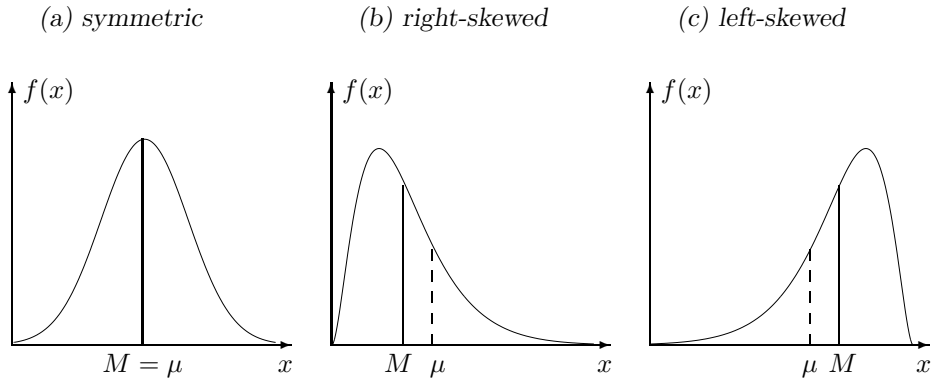 (a) symmetric
(b) right-skewed
(c) left-skewed
f(x)
f(x)
f(x)
M = μ
x
M
μ
x
μ
M
x